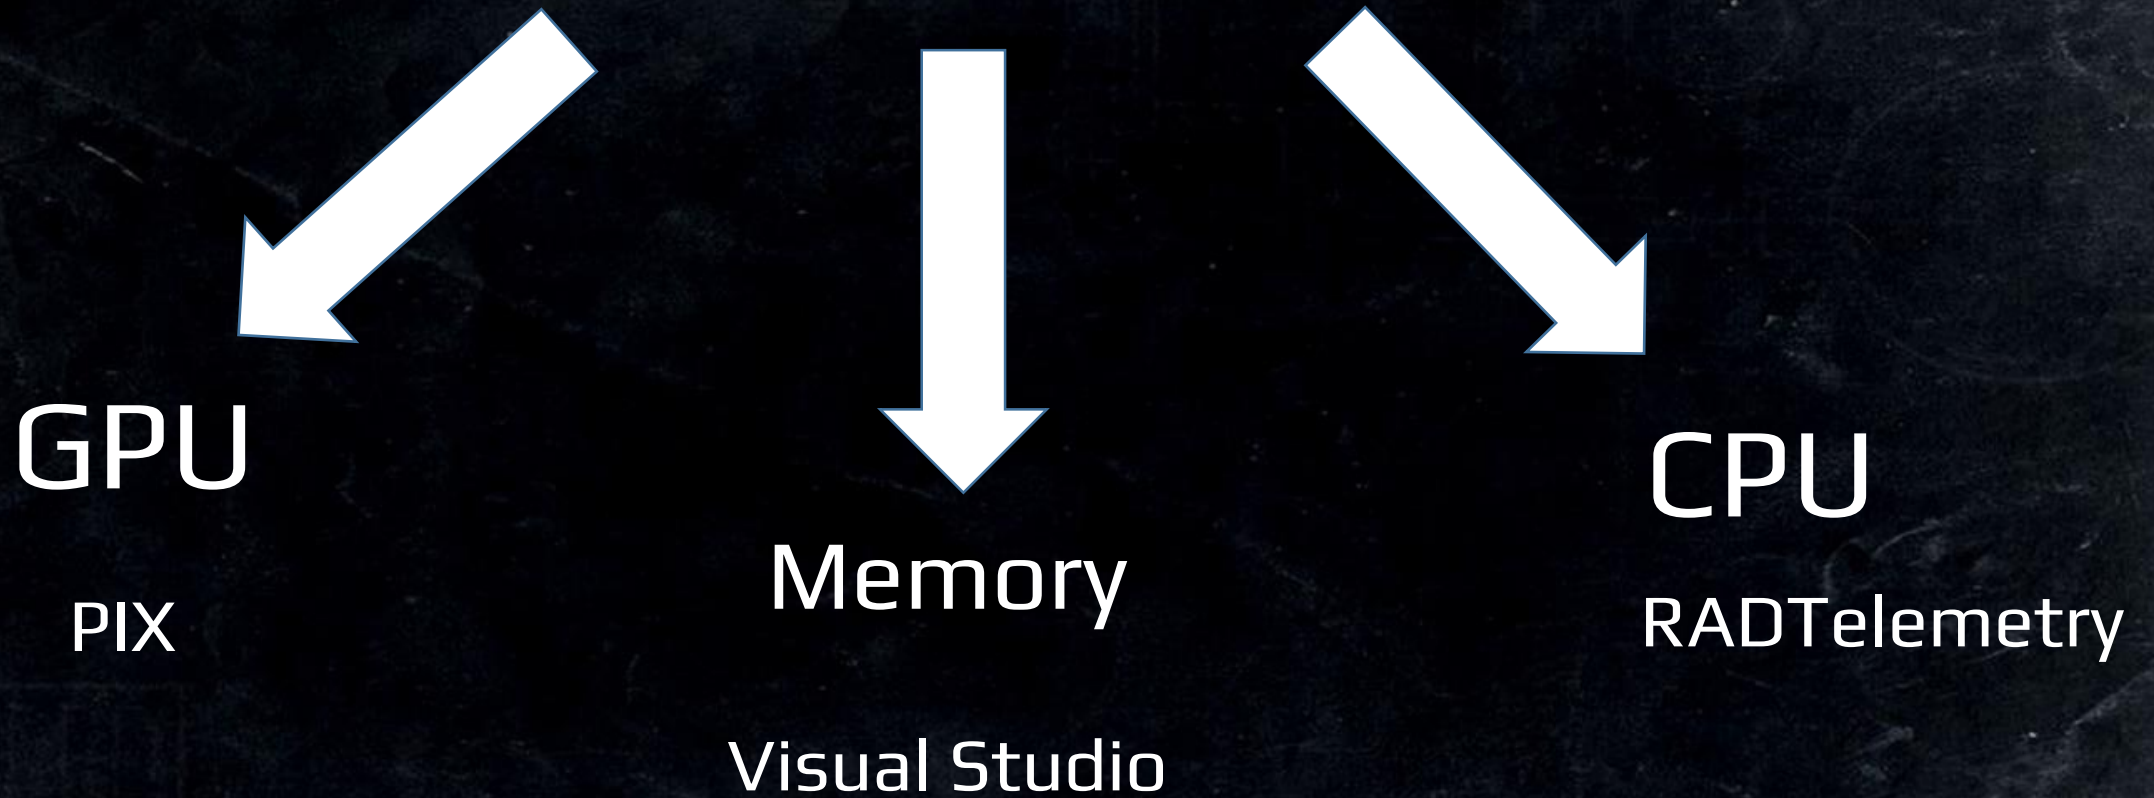 GPU
PIX
Memory
Visual Studio
CPU
RADTelemetry